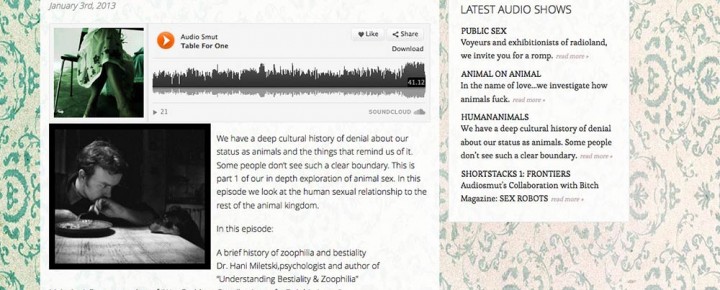 January 3rd, 2013
Audio Smut
Table For One
Like
Share
Download
41.12
21
SOUNDCLOUD
We have a deep cultural history of denial about our
status as animals and the things that remind us of it.
Some people don't see such a clear boundary. This is
part 1 of our in depth exploration of animal sex. In this
episode we look at the human sexual relationship to the
rest of the animal kingdom.
In this episode:
A brief history of zoophilia and bestiality
Dr. Hani Miletski,psychologist and author of
"Understanding Bestiality & Zoophilia"
LATEST AUDIO SHOWS
PUBLIC SEX
Voyeurs and exhibitionists of radioland,
we invite you for a romp. read more »
ANIMAL ON ANIMAL
In the name of love...we investigate how
animals fuck. read more »
HUMANANIMALS
We have a deep cultural history of denial
about our status as animals. Some people
don't see such a clear boundary. read more »
SHORTSTACKS 1: FRONTIERS
Audiosmut's Collaboration with Bitch
Magazine: SEX ROBOTS read more »